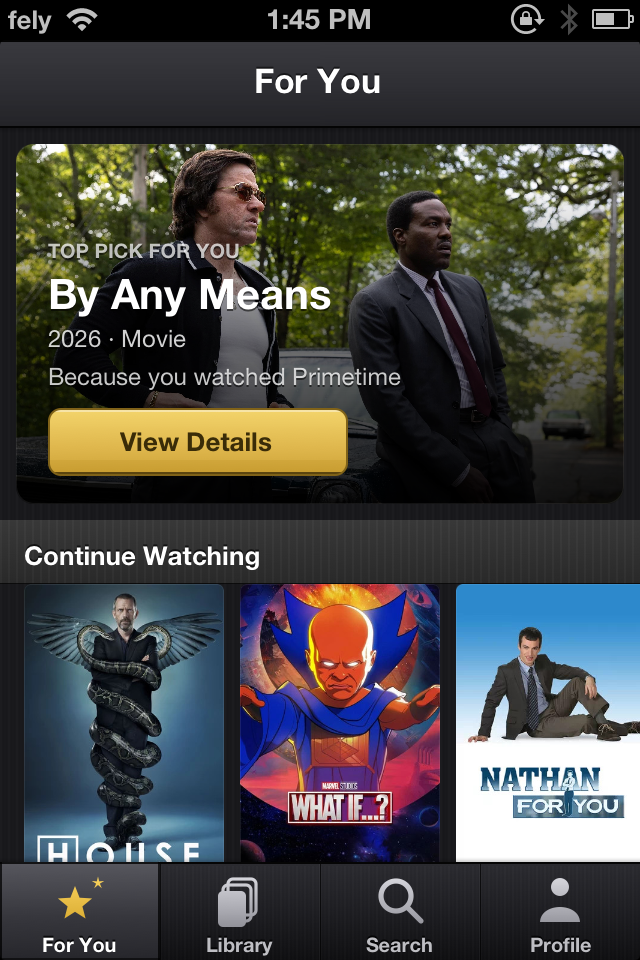 fely
1:45 PM
For You
TOP PICK FOR YOU
By Any Means
2026 · Movie
Because you watched Primetime
View Details
Continue Watching
HOUSE
MARVEL STUDIOS
WHAT IF...?
NATHAN
FOR YOU
For You
Library
Search
Profile